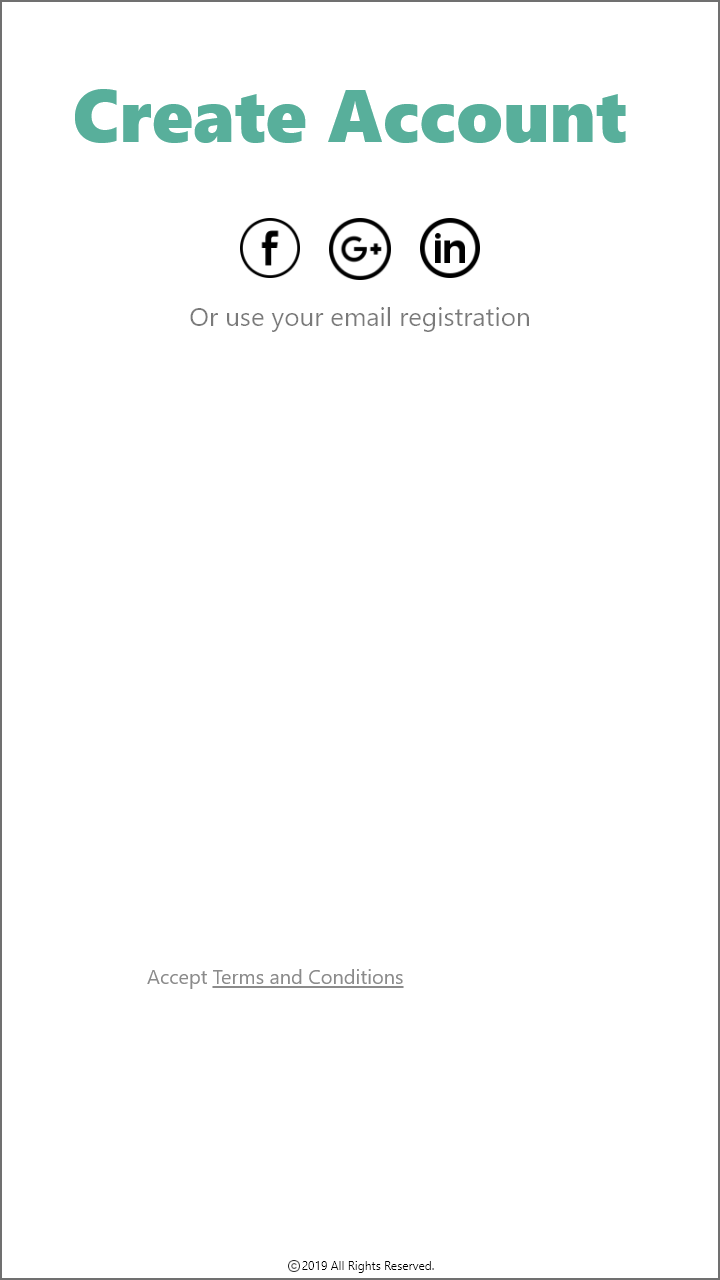 Create Account
f G+ in
Or use your email registration
Accept Terms and Conditions
©2019 All Rights Reserved.